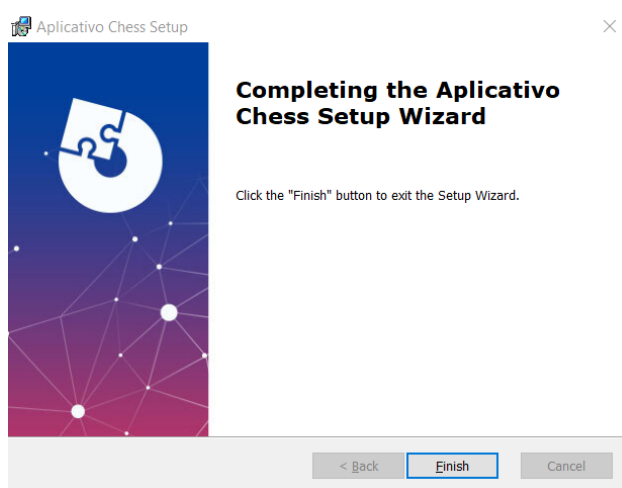 Aplicativo Chess Setup
Completing the Aplicativo
Chess Setup Wizard
Click the "Finish" button to exit the Setup Wizard.
< Back Finish Cancel